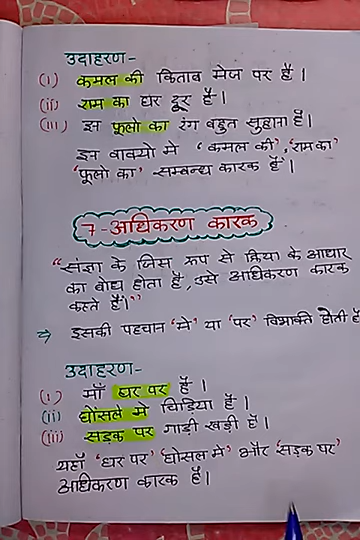 उदाहरण-
(i) कमल की किताब मेज पर है।
(ii) राम का घर दूर है।
(iii) इन फूलो का रंग बहुत सुहाना है।
इन वाक्यो मे 'कमल की', 'राम का'
'फूलो का' सम्बन्ध कारक है।
7-अधिकरण कारक
"संज्ञा के जिस रूप से क्रिया के आधार
का बोध होता है, उसे अधिकरण कारक
कहते है।"
⇒ इसकी पहचान 'मे' या 'पर' विभक्ति होती है
उदाहरण-
(i) माँ घर पर है।
(ii) घोंसले मे चिड़िया है।
(iii) सड़क पर गाड़ी खड़ी है।
यहाँ 'घर पर' 'घोसले मे' और 'सड़क पर'
अधिकरण कारक है।